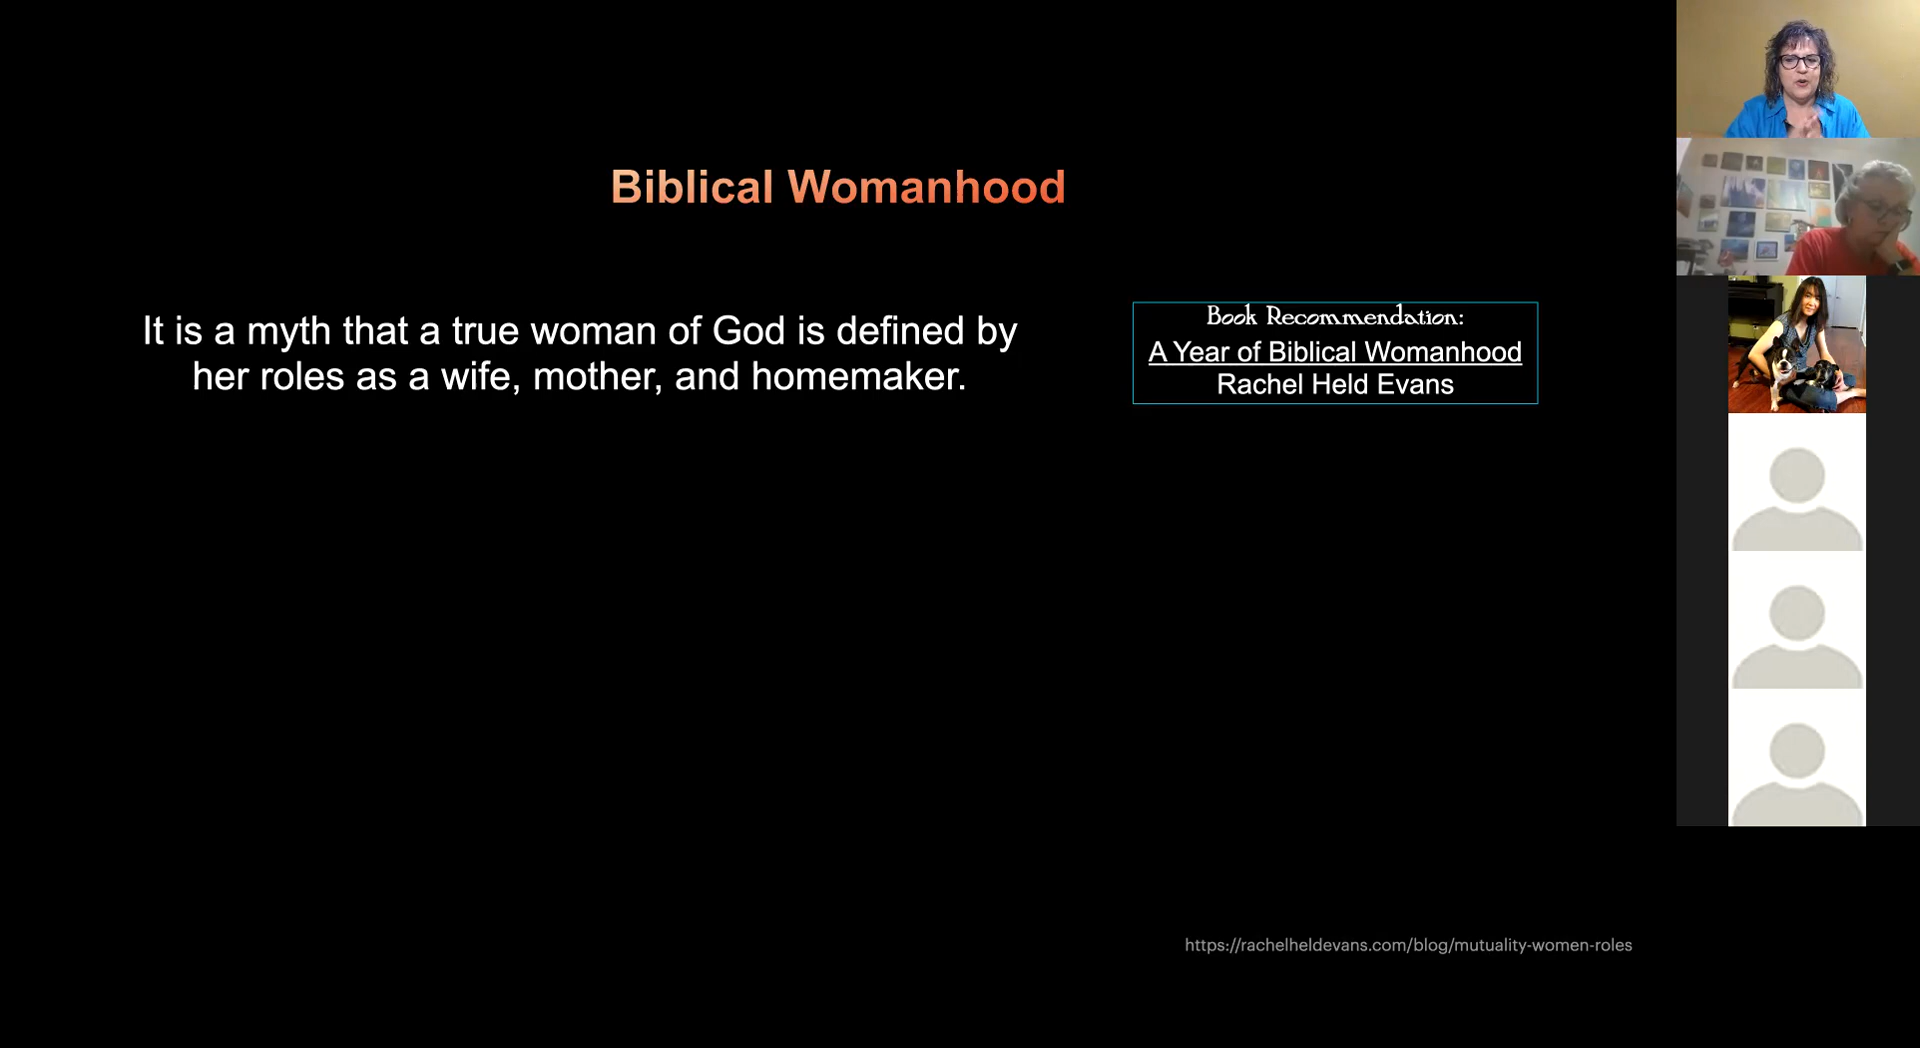 Biblical Womanhood
It is a myth that a true woman of God is defined by
her roles as a wife, mother, and homemaker.
Book Recommendation:
A Year of Biblical Womanhood
Rachel Held Evans
https://rachelheldevans.com/blog/mutuality-women-roles